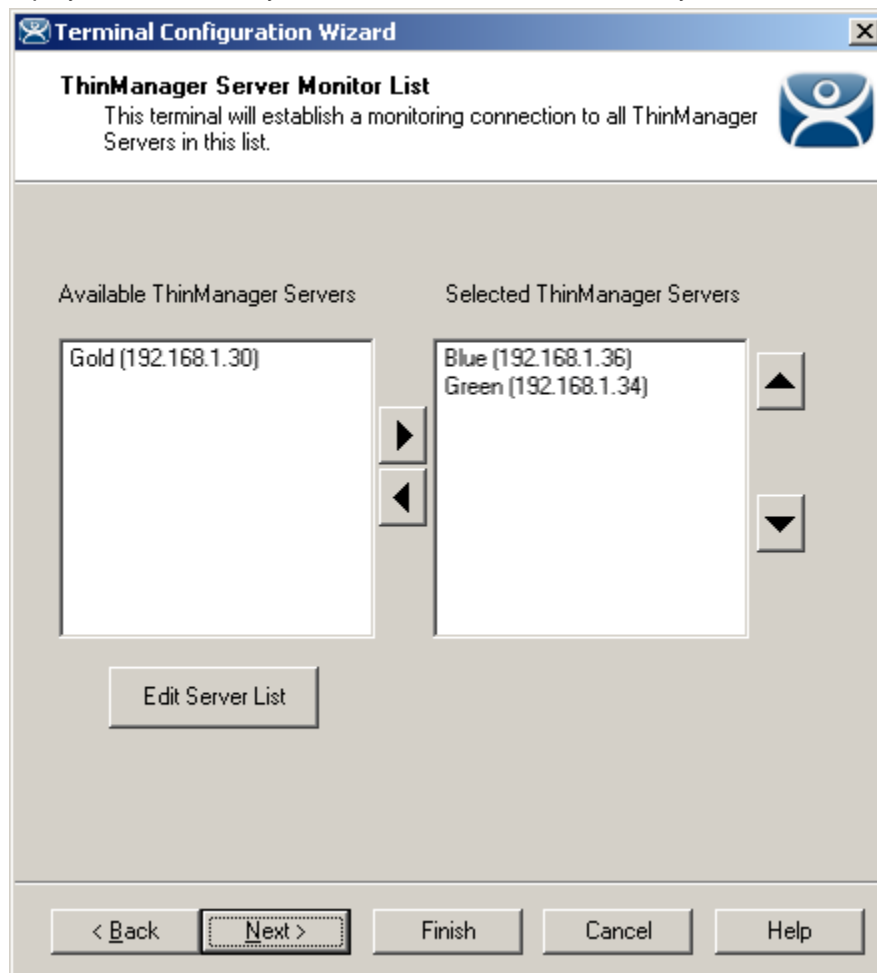 Terminal Configuration Wizard
ThinManager Server Monitor List
This terminal will establish a monitoring connection to all ThinManager
Servers in this list.
Available ThinManager Servers
Selected ThinManager Servers
Gold (192.168.1.30)
Blue (192.168.1.36)
Green (192.168.1.34)
Edit Server List
< Back
Next >
Finish
Cancel
Help